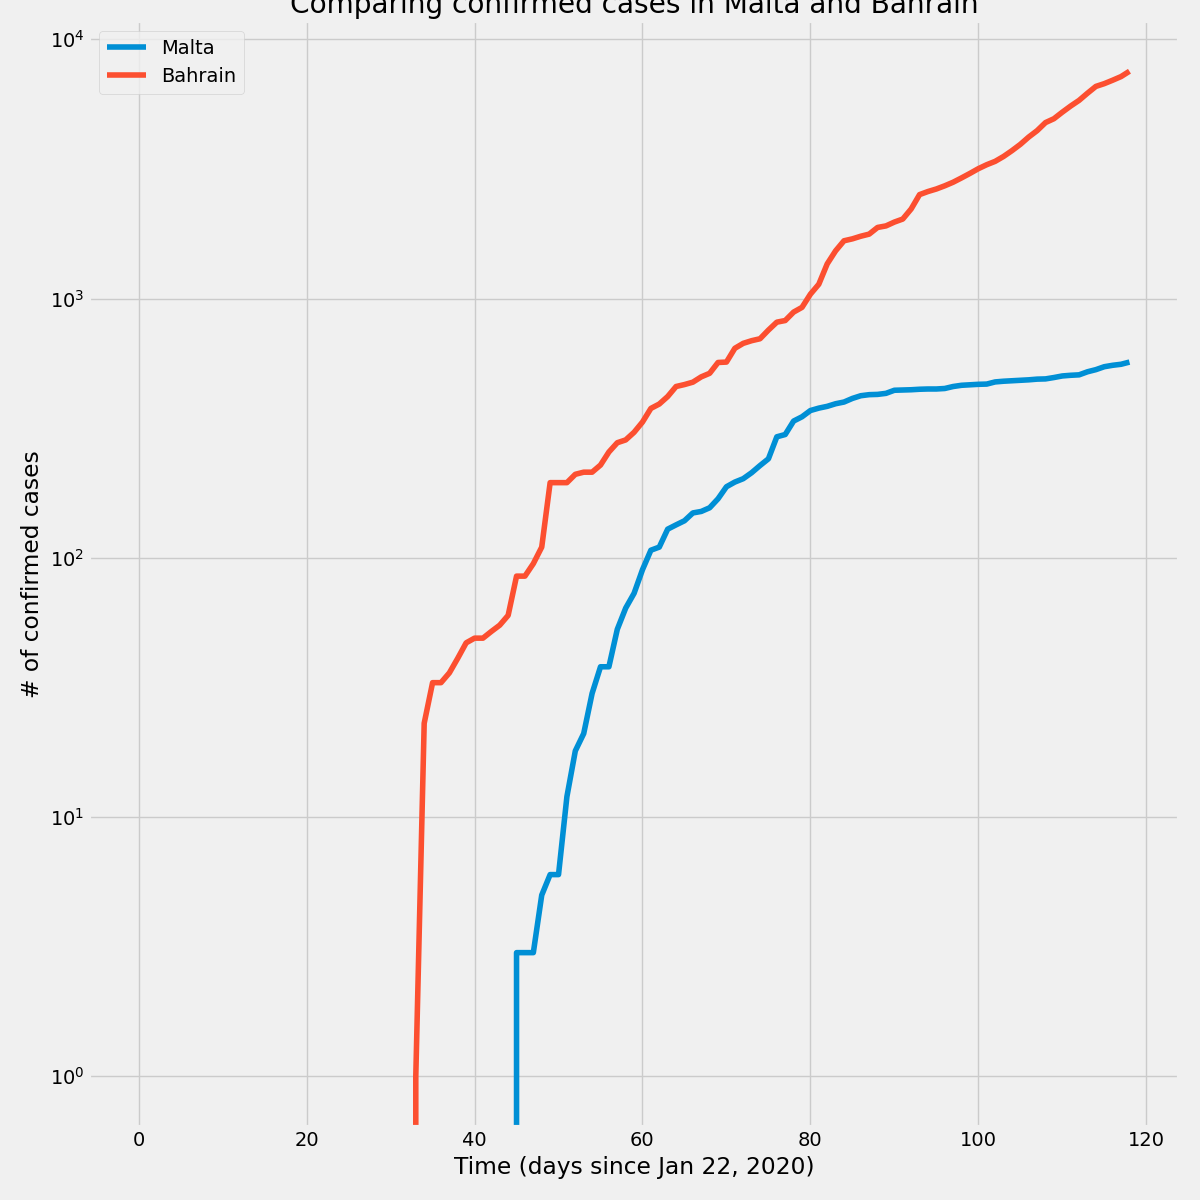 Comparing confirmed cases in Malta and Bahrain
10⁴
Malta
Bahrain
10³
10²
10¹
10⁰
# of confirmed cases
0 20 40 60 80 100 120
Time (days since Jan 22, 2020)